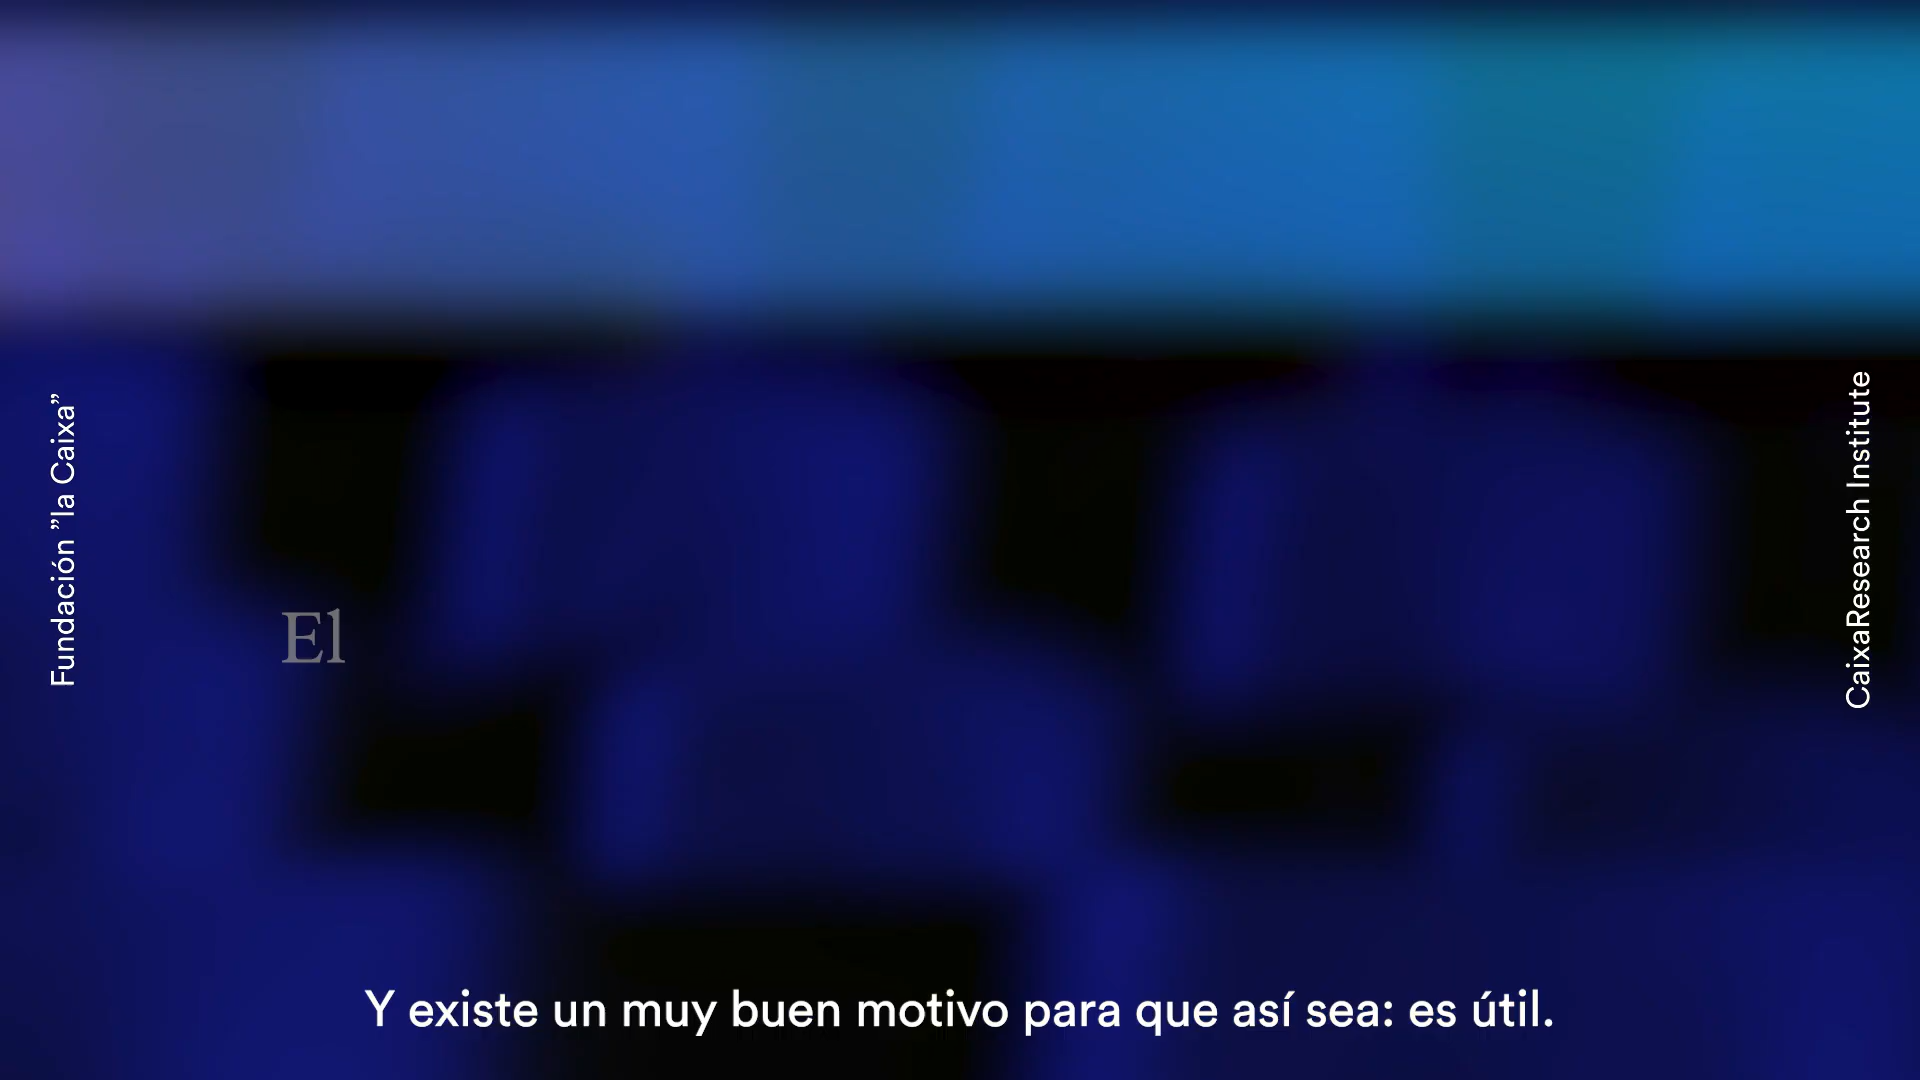 Fundación ”la Caixa”
El
CaixaResearch Institute
Y existe un muy buen motivo para que así sea: es útil.